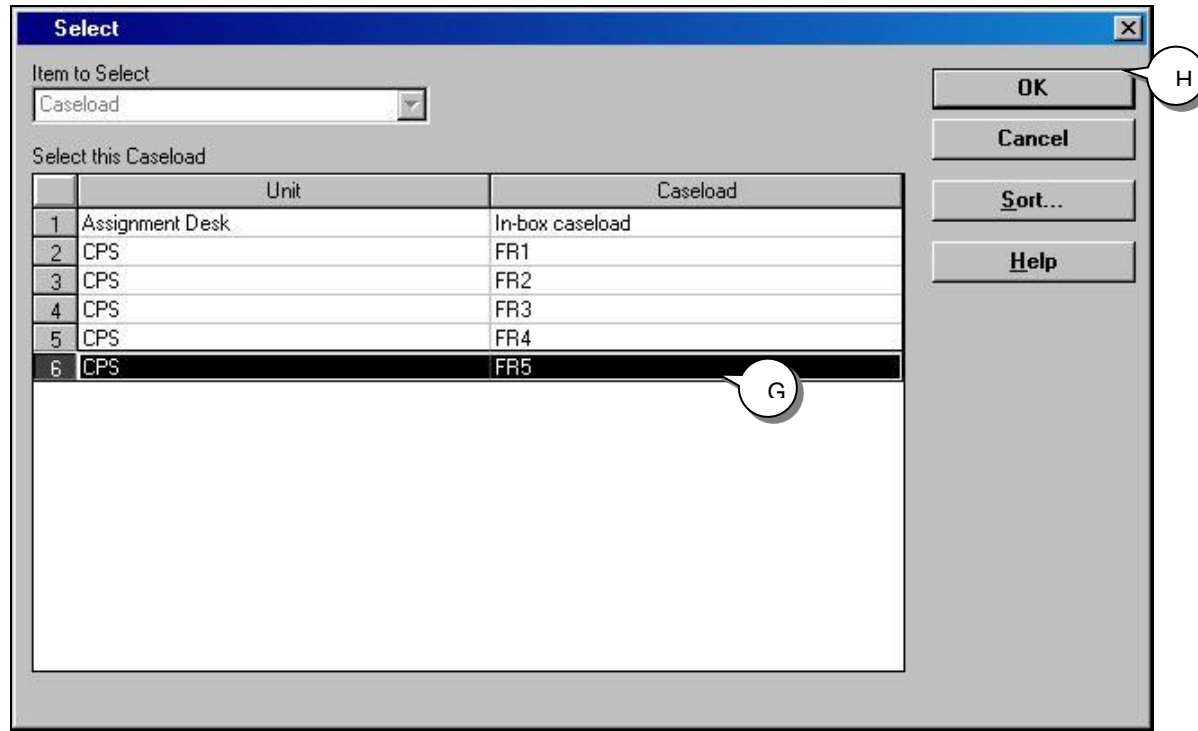 Select
Item to Select
Caseload
Select this Caseload
Unit Caseload
1 Assignment Desk In-box caseload
2 CPS FR1
3 CPS FR2
4 CPS FR3
5 CPS FR4
6 CPS FR5
G
OK
H
Cancel
Sort...
Help